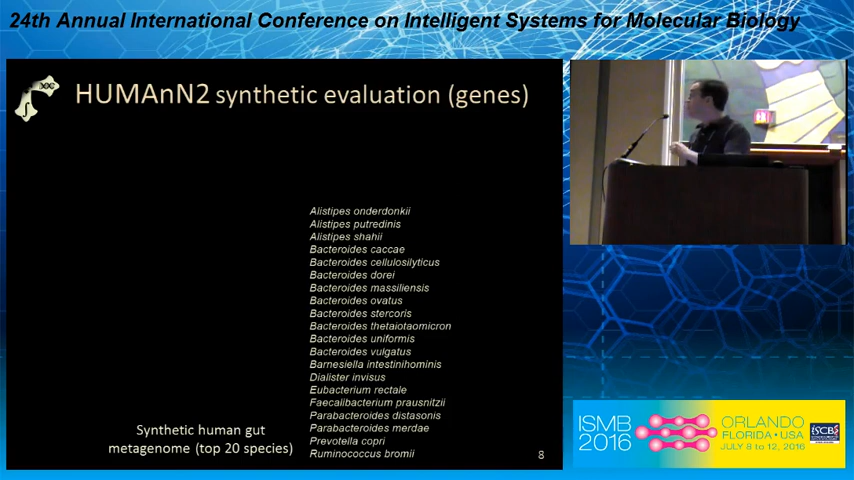 24th Annual International Conference on Intelligent Systems for Molecular Biology
HUMAnN2 synthetic evaluation (genes)
Alistipes onderdonkii
Alistipes putredinis
Alistipes shahii
Bacteroides caccae
Bacteroides cellulosilyticus
Bacteroides dorei
Bacteroides massiliensis
Bacteroides ovatus
Bacteroides stercoris
Bacteroides thetaiotaomicron
Bacteroides uniformis
Bacteroides vulgatus
Barnesiella intestinihominis
Dialister invisus
Eubacterium rectale
Faecalibacterium prausnitzii
Parabacteroides distasonis
Parabacteroides merdae
Prevotella copri
Ruminococcus bromii
Synthetic human gut
metagenome (top 20 species)
8
EXIT
ISMB
2016
ORLANDO
FLORIDA • USA
JULY 8 to 12, 2016
ISCB